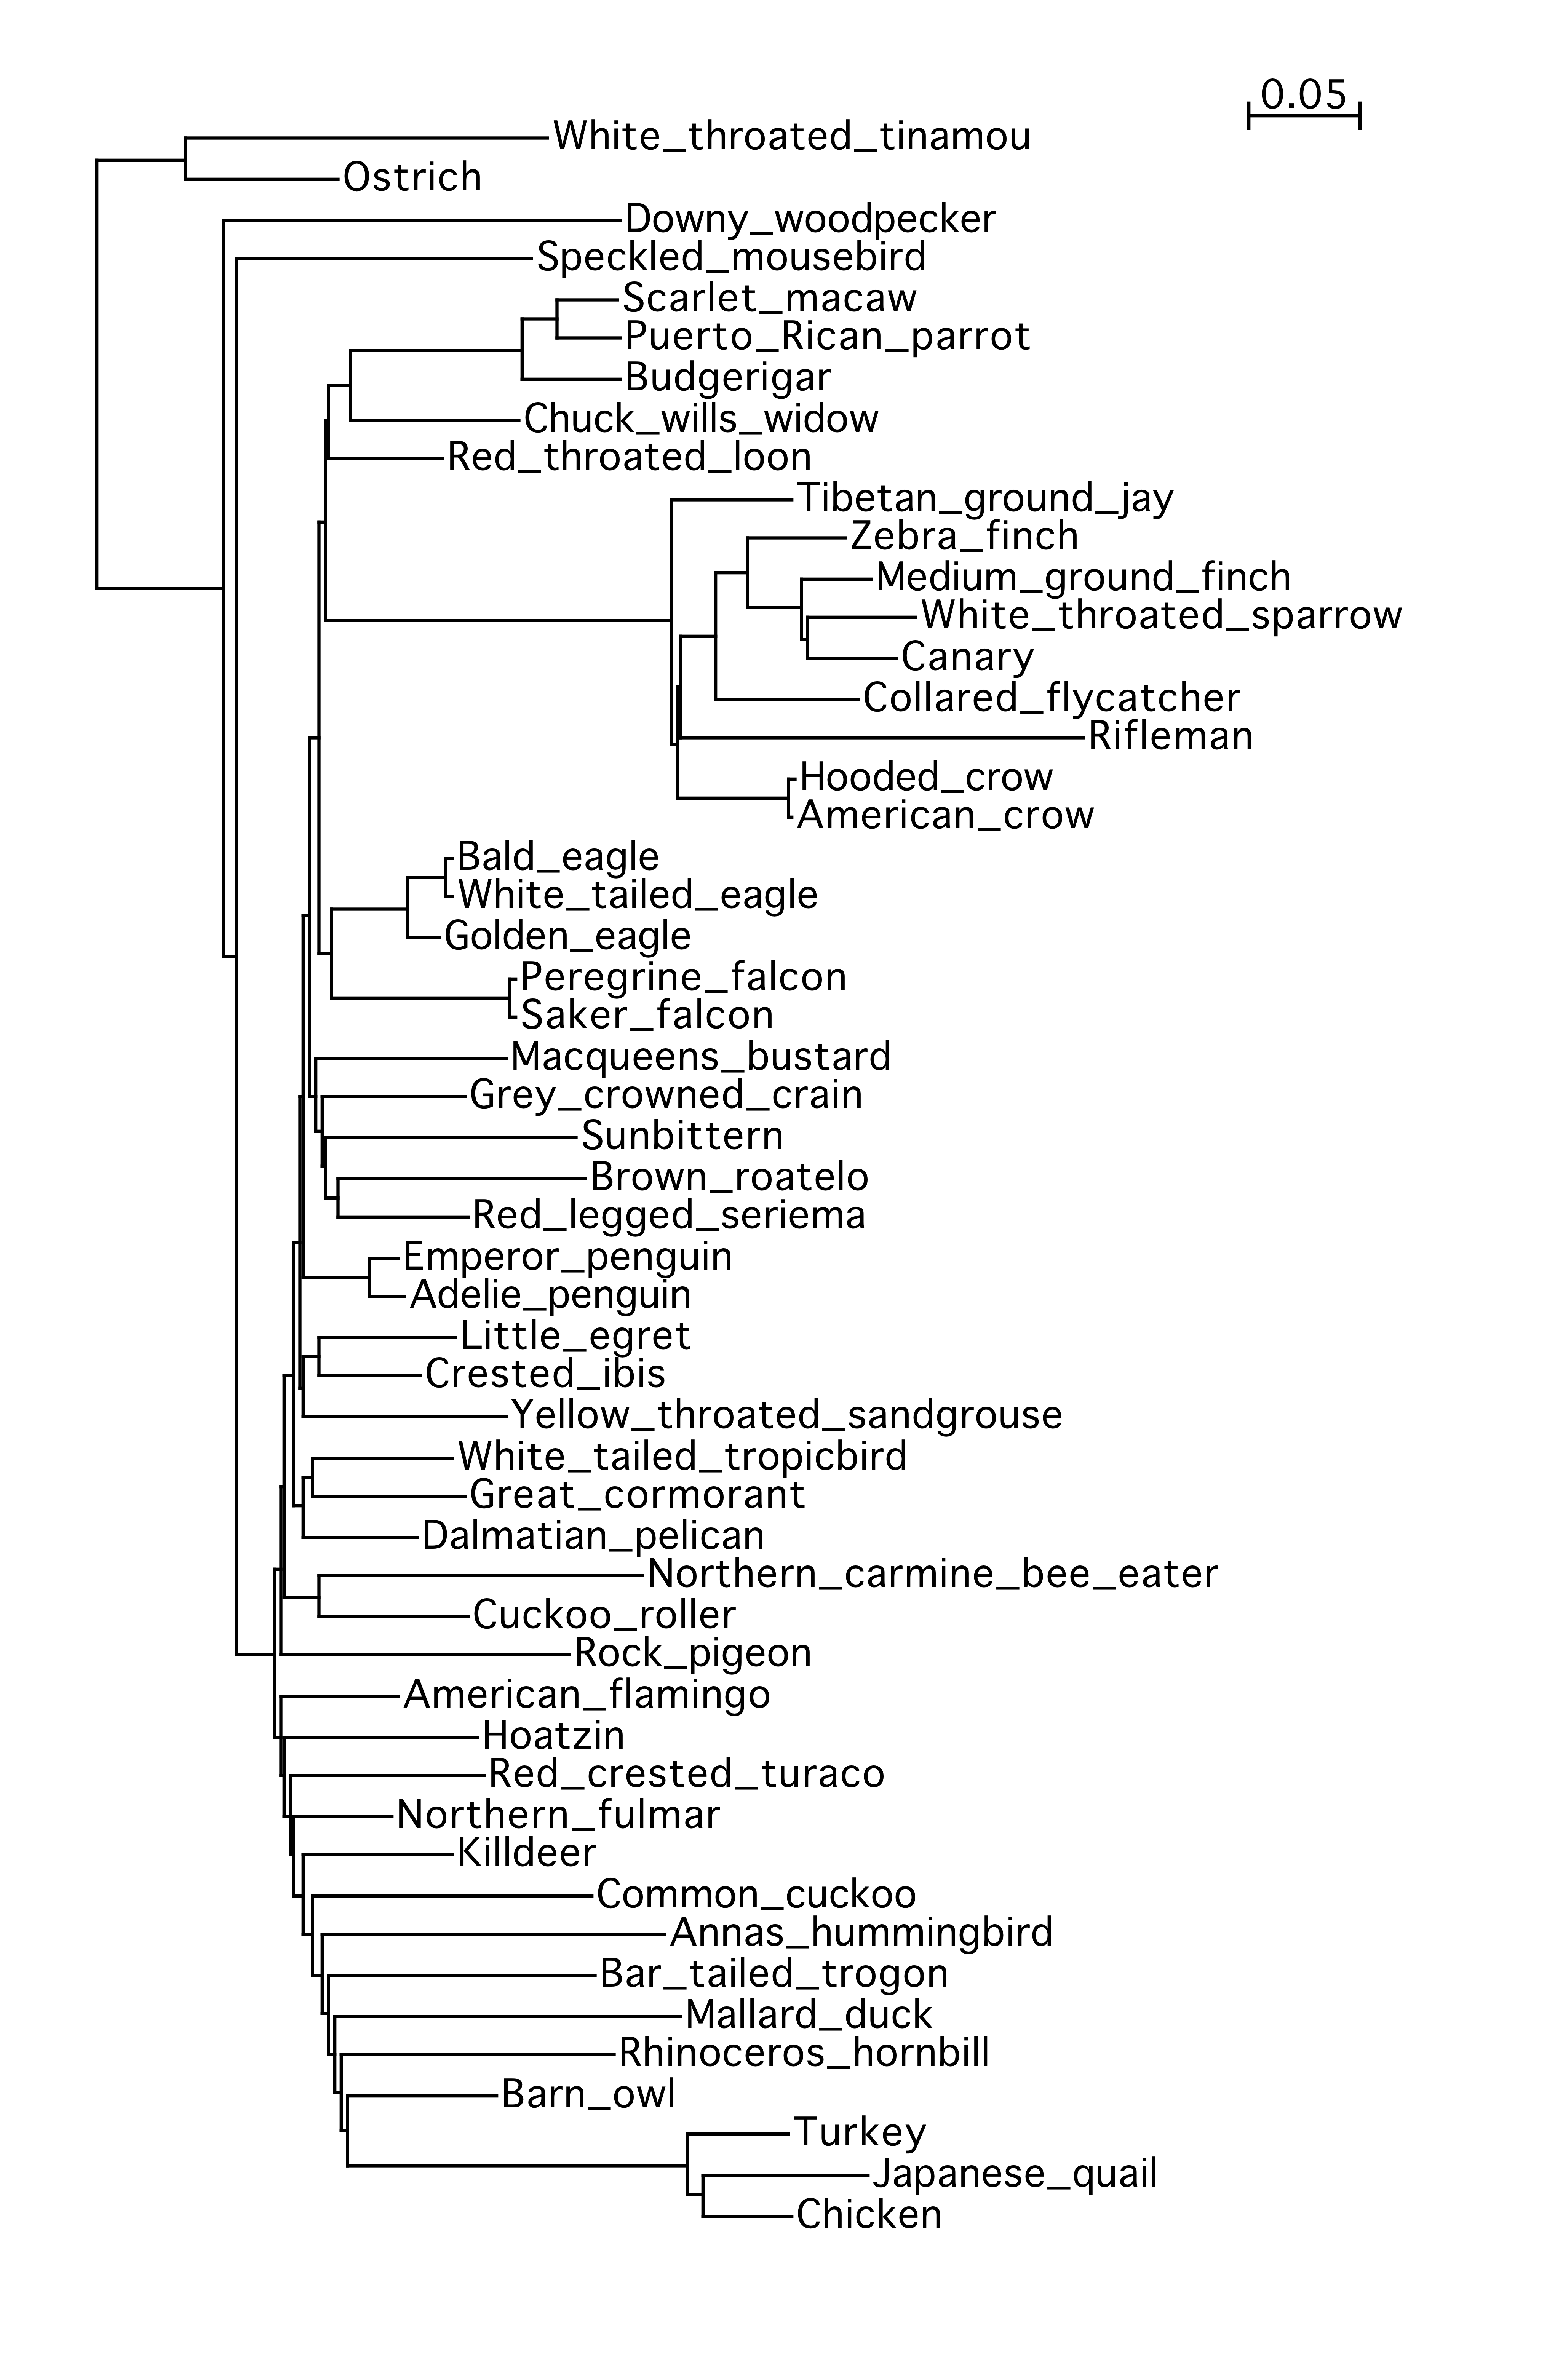 0.05
White_throated_tinamou
Ostrich
Downy_woodpecker
Speckled_mousebird
Scarlet_macaw
Puerto_Rican_parrot
Budgerigar
Chuck_wills_widow
Red_throated_loon
Tibetan_ground_jay
Zebra_finch
Medium_ground_finch
White_throated_sparrow
Canary
Collared_flycatcher
Rifleman
Hooded_crow
American_crow
Bald_eagle
White_tailed_eagle
Golden_eagle
Peregrine_falcon
Saker_falcon
Macqueens_bustard
Grey_crowned_crain
Sunbittern
Brown_roatelo
Red_legged_seriema
Emperor_penguin
Adelie_penguin
Little_egret
Crested_ibis
Yellow_throated_sandgrouse
White_tailed_tropicbird
Great_cormorant
Dalmatian_pelican
Northern_carmine_bee_eater
Cuckoo_roller
Rock_pigeon
American_flamingo
Hoatzin
Red_crested_turaco
Northern_fulmar
Killdeer
Common_cuckoo
Annas_hummingbird
Bar_tailed_trogon
Mallard_duck
Rhinoceros_hornbill
Barn_owl
Turkey
Japanese_quail
Chicken